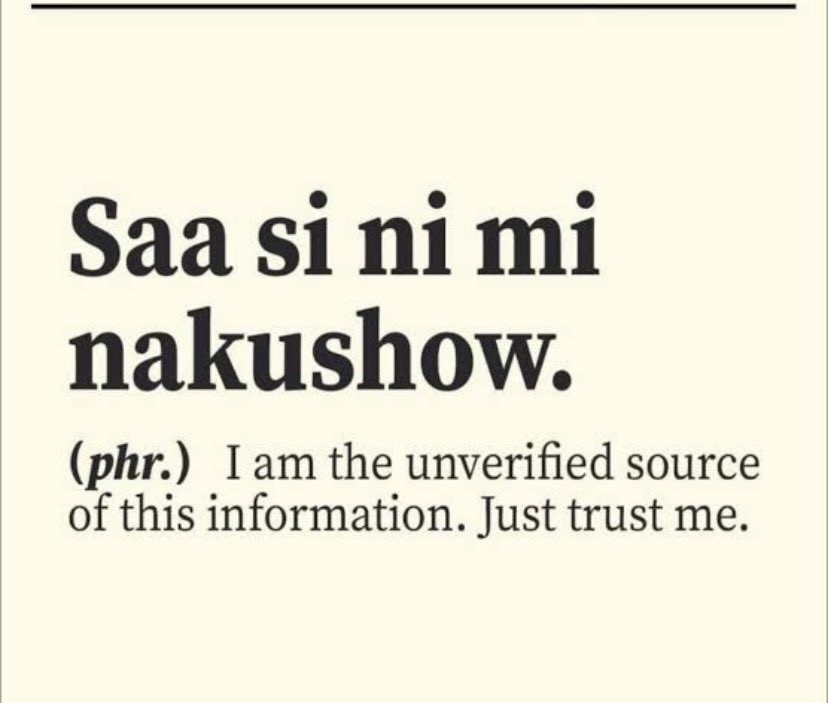 Saa si ni mi
nakushow.
(phr.) I am the unverified source
of this information. Just trust me.